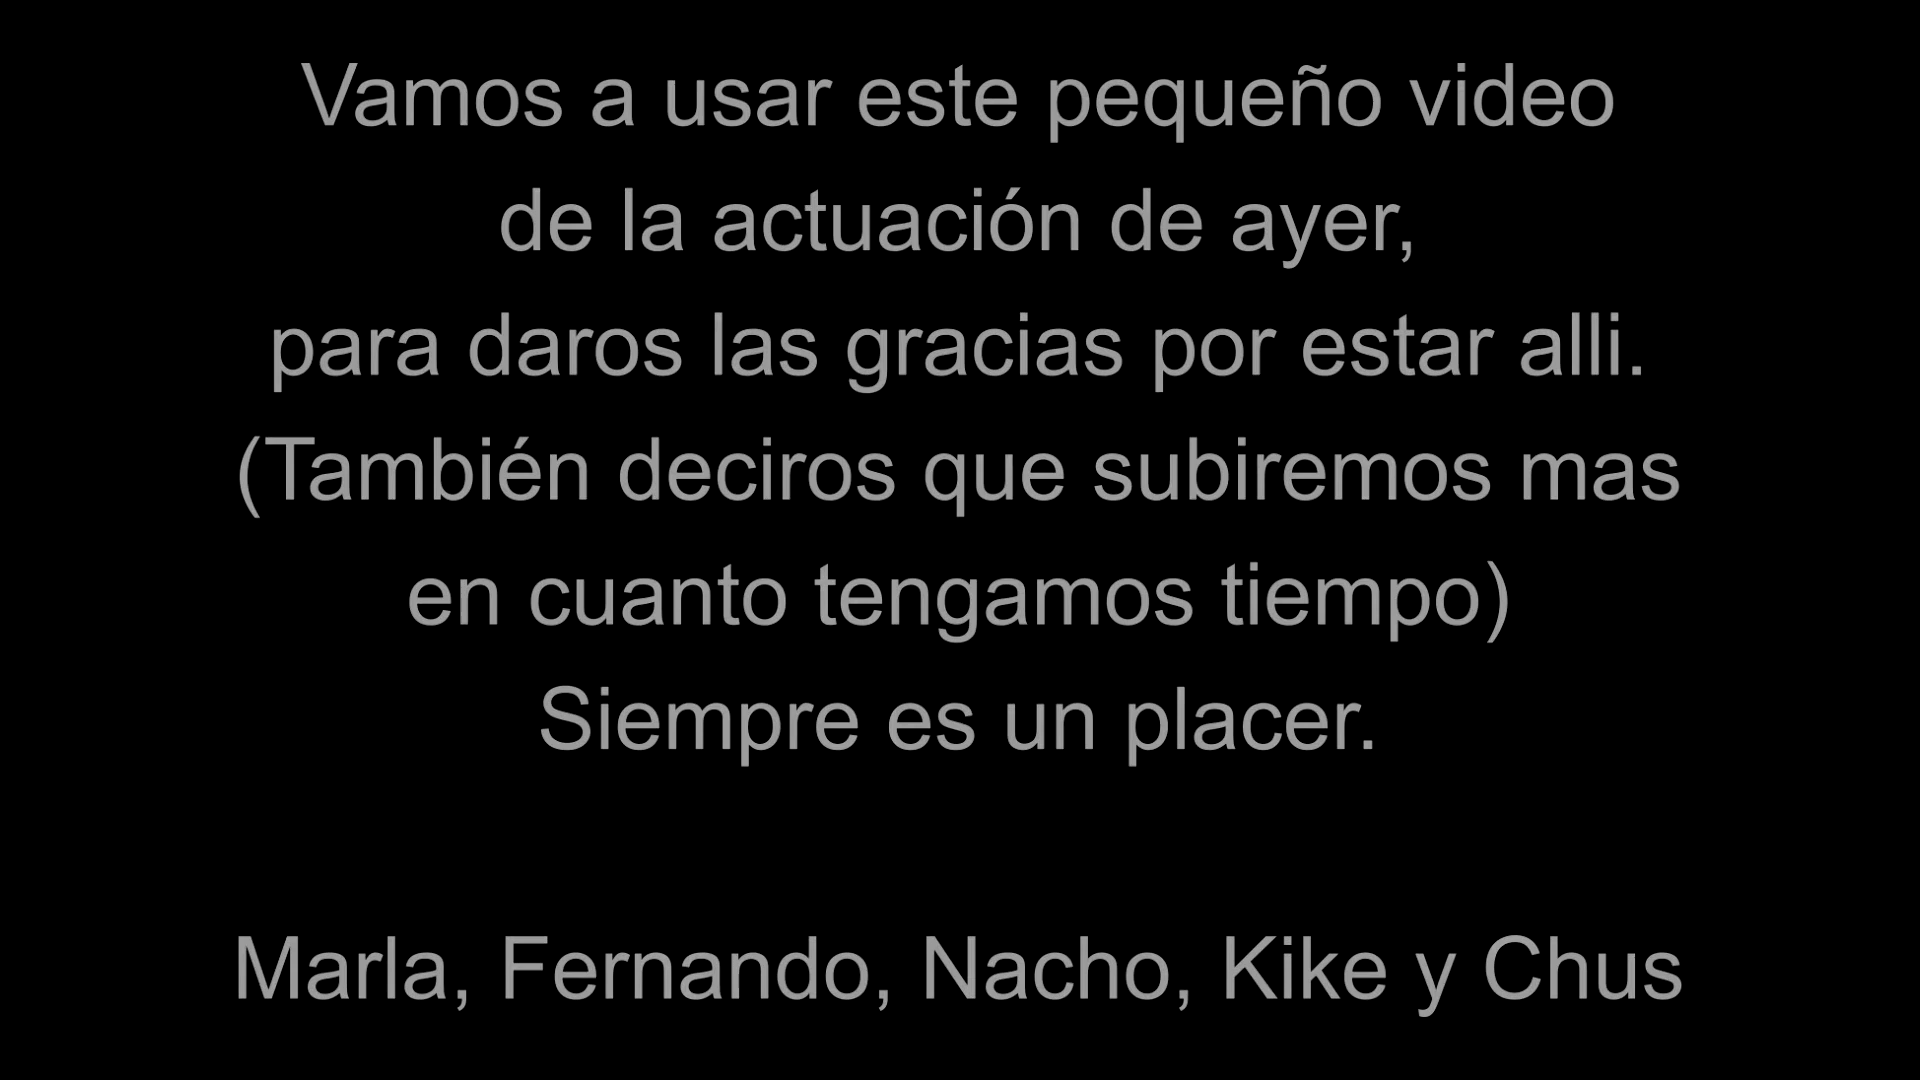 Vamos a usar este pequeño video
de la actuación de ayer,
para daros las gracias por estar alli.
(También deciros que subiremos mas
en cuanto tengamos tiempo)
Siempre es un placer.
Marla, Fernando, Nacho, Kike y Chus